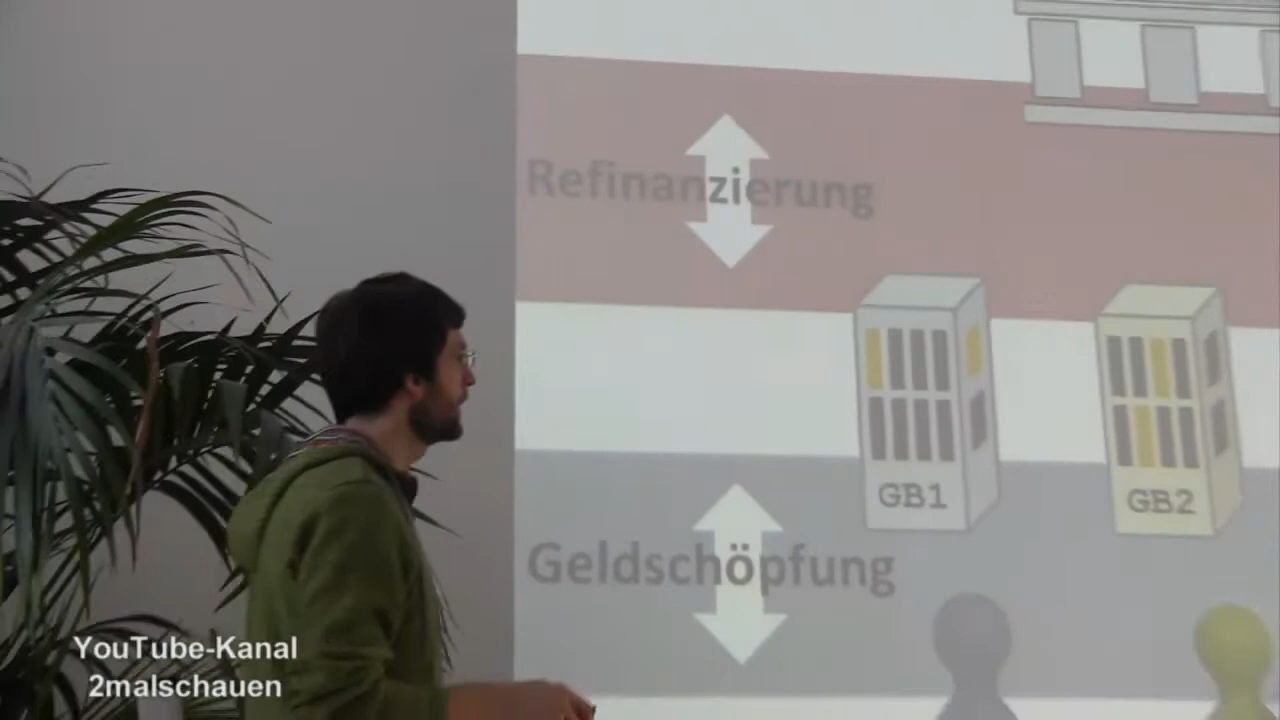 Refinanzierung
GB1
GB2
Geldschöpfung
YouTube-Kanal
2malschauen